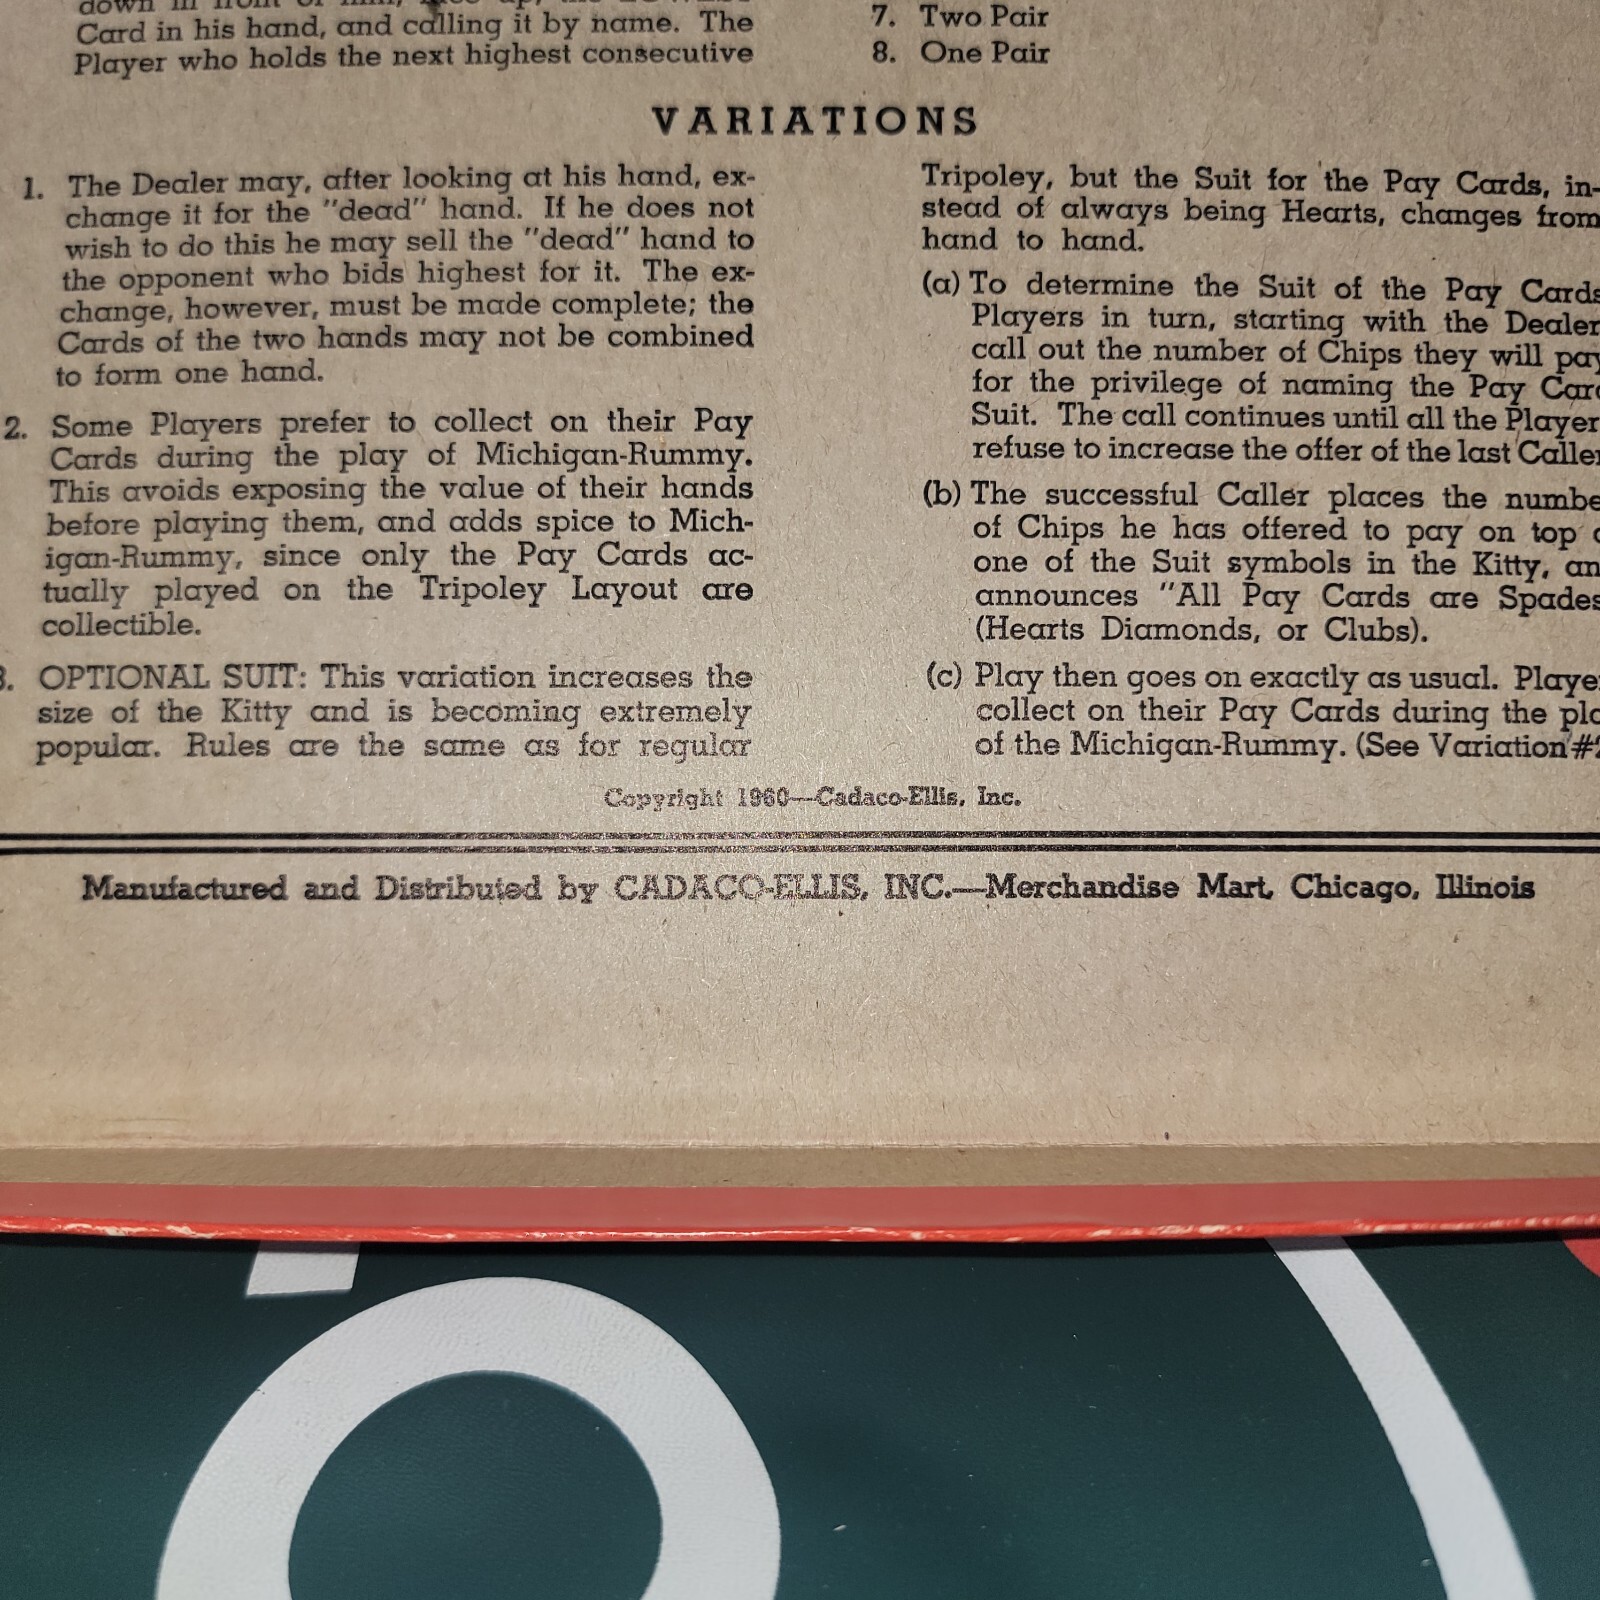 Card in his hand, and calling it by name. The
Player who holds the next highest consecutive
7. Two Pair
8. One Pair
VARIATIONS
1. The Dealer may, after looking at his hand, ex-
change it for the "dead" hand. If he does not
wish to do this he may sell the "dead" hand to
the opponent who bids highest for it. The ex-
change, however, must be made complete; the
Cards of the two hands may not be combined
to form one hand.
2. Some Players prefer to collect on their Pay
Cards during the play of Michigan-Rummy.
This avoids exposing the value of their hands
before playing them, and adds spice to Mich-
igan-Rummy, since only the Pay Cards ac-
tually played on the Tripoley Layout are
collectible.
3. OPTIONAL SUIT: This variation increases the
size of the Kitty and is becoming extremely
popular. Rules are the same as for regular
Tripoley, but the Suit for the Pay Cards, in-
stead of always being Hearts, changes from
hand to hand.
(a) To determine the Suit of the Pay Cards
Players in turn, starting with the Dealer
call out the number of Chips they will pay
for the privilege of naming the Pay Card
Suit. The call continues until all the Player
refuse to increase the offer of the last Caller
(b) The successful Caller places the numbe
of Chips he has offered to pay on top
one of the Suit symbols in the Kitty, an
announces "All Pay Cards are Spades
(Hearts Diamonds, or Clubs).
(c) Play then goes on exactly as usual. Playe
collect on their Pay Cards during the pla
of the Michigan-Rummy. (See Variation #2
Copyright 1960—Cadaco-Ellis, Inc.
Manufactured and Distributed by CADACO-ELLIS, INC.—Merchandise Mart, Chicago, Illinois